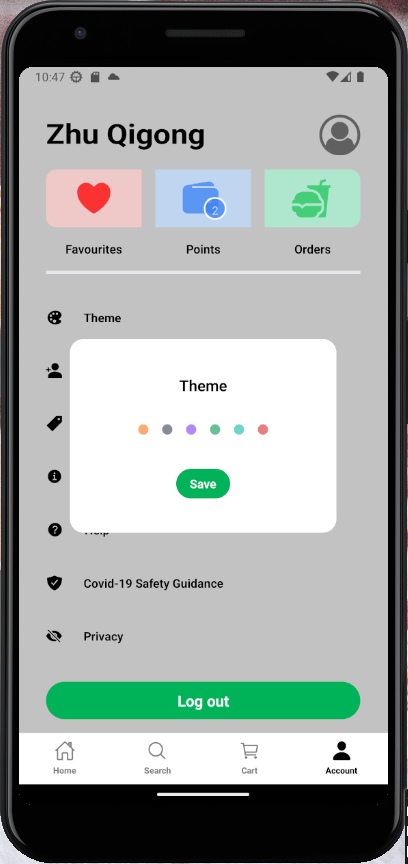 10:47
Zhu Qigong
2
Favourites Points Orders
Theme
Theme
Save
Help
Covid-19 Safety Guidance
Privacy
Log out
Home Search Cart Account